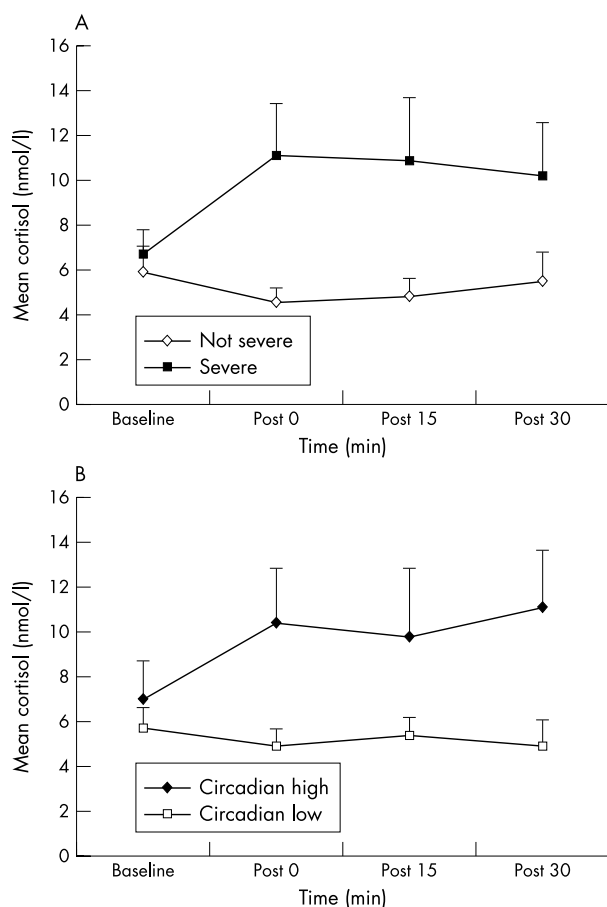 A
16
14
12
10
8
6
4
2
0
Mean cortisol (nmol/l)
Not severe
Severe
Baseline Post 0 Post 15 Post 30
Time (min)
B
16
14
12
10
8
6
4
2
0
Mean cortisol (nmol/l)
Circadian high
Circadian low
Baseline Post 0 Post 15 Post 30
Time (min)